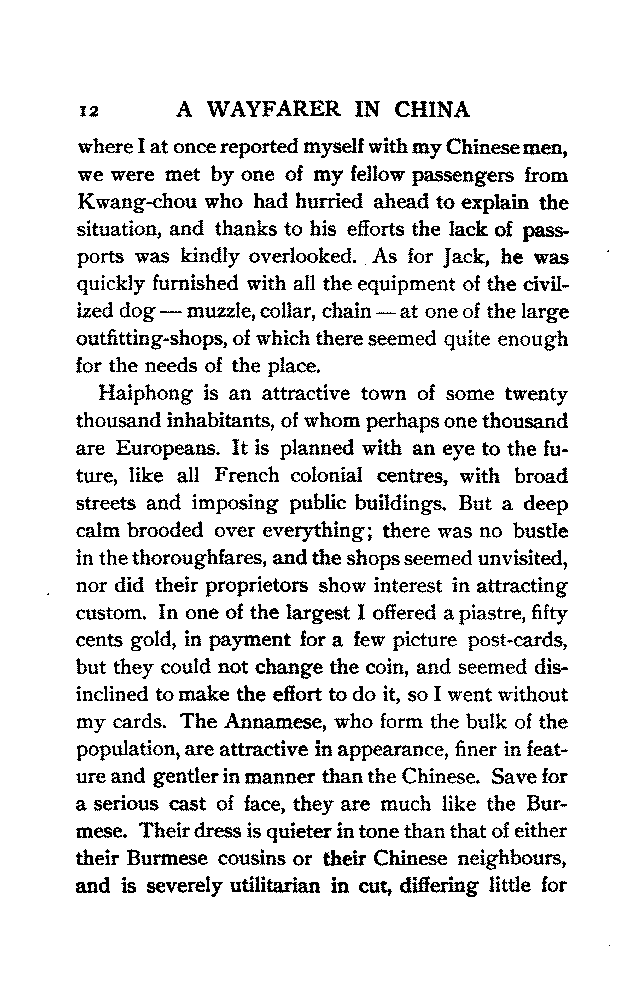 12 A WAYFARER IN CHINA
where I at once reported myself with my Chinese men,
we were met by one of my fellow passengers from
Kwang-chou who had hurried ahead to explain the
situation, and thanks to his efforts the lack of pass-
ports was kindly overlooked. As for Jack, he was
quickly furnished with all the equipment of the civil-
ized dog — muzzle, collar, chain — at one of the large
outfitting-shops, of which there seemed quite enough
for the needs of the place.
Haiphong is an attractive town of some twenty
thousand inhabitants, of whom perhaps one thousand
are Europeans. It is planned with an eye to the fu-
ture, like all French colonial centres, with broad
streets and imposing public buildings. But a deep
calm brooded over everything; there was no bustle
in the thoroughfares, and the shops seemed unvisited,
nor did their proprietors show interest in attracting
custom. In one of the largest I offered a piastre, fifty
cents gold, in payment for a few picture post-cards,
but they could not change the coin, and seemed dis-
inclined to make the effort to do it, so I went without
my cards. The Annamese, who form the bulk of the
population, are attractive in appearance, finer in feat-
ure and gentler in manner than the Chinese. Save for
a serious cast of face, they are much like the Bur-
mese. Their dress is quieter in tone than that of either
their Burmese cousins or their Chinese neighbours,
and is severely utilitarian in cut, differing little for